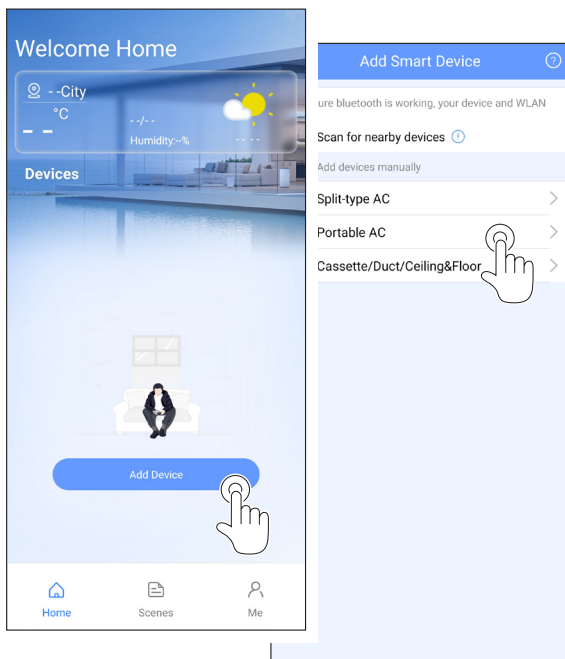 Welcome Home
--City
°C
-- --/--
Humidity:--% -- --
Devices
Add Device
Home Scenes Me
Add Smart Device ?
ure bluetooth is working, your device and WLAN
Scan for nearby devices
Add devices manually
Split-type AC
Portable AC
Cassette/Duct/Ceiling&Floor